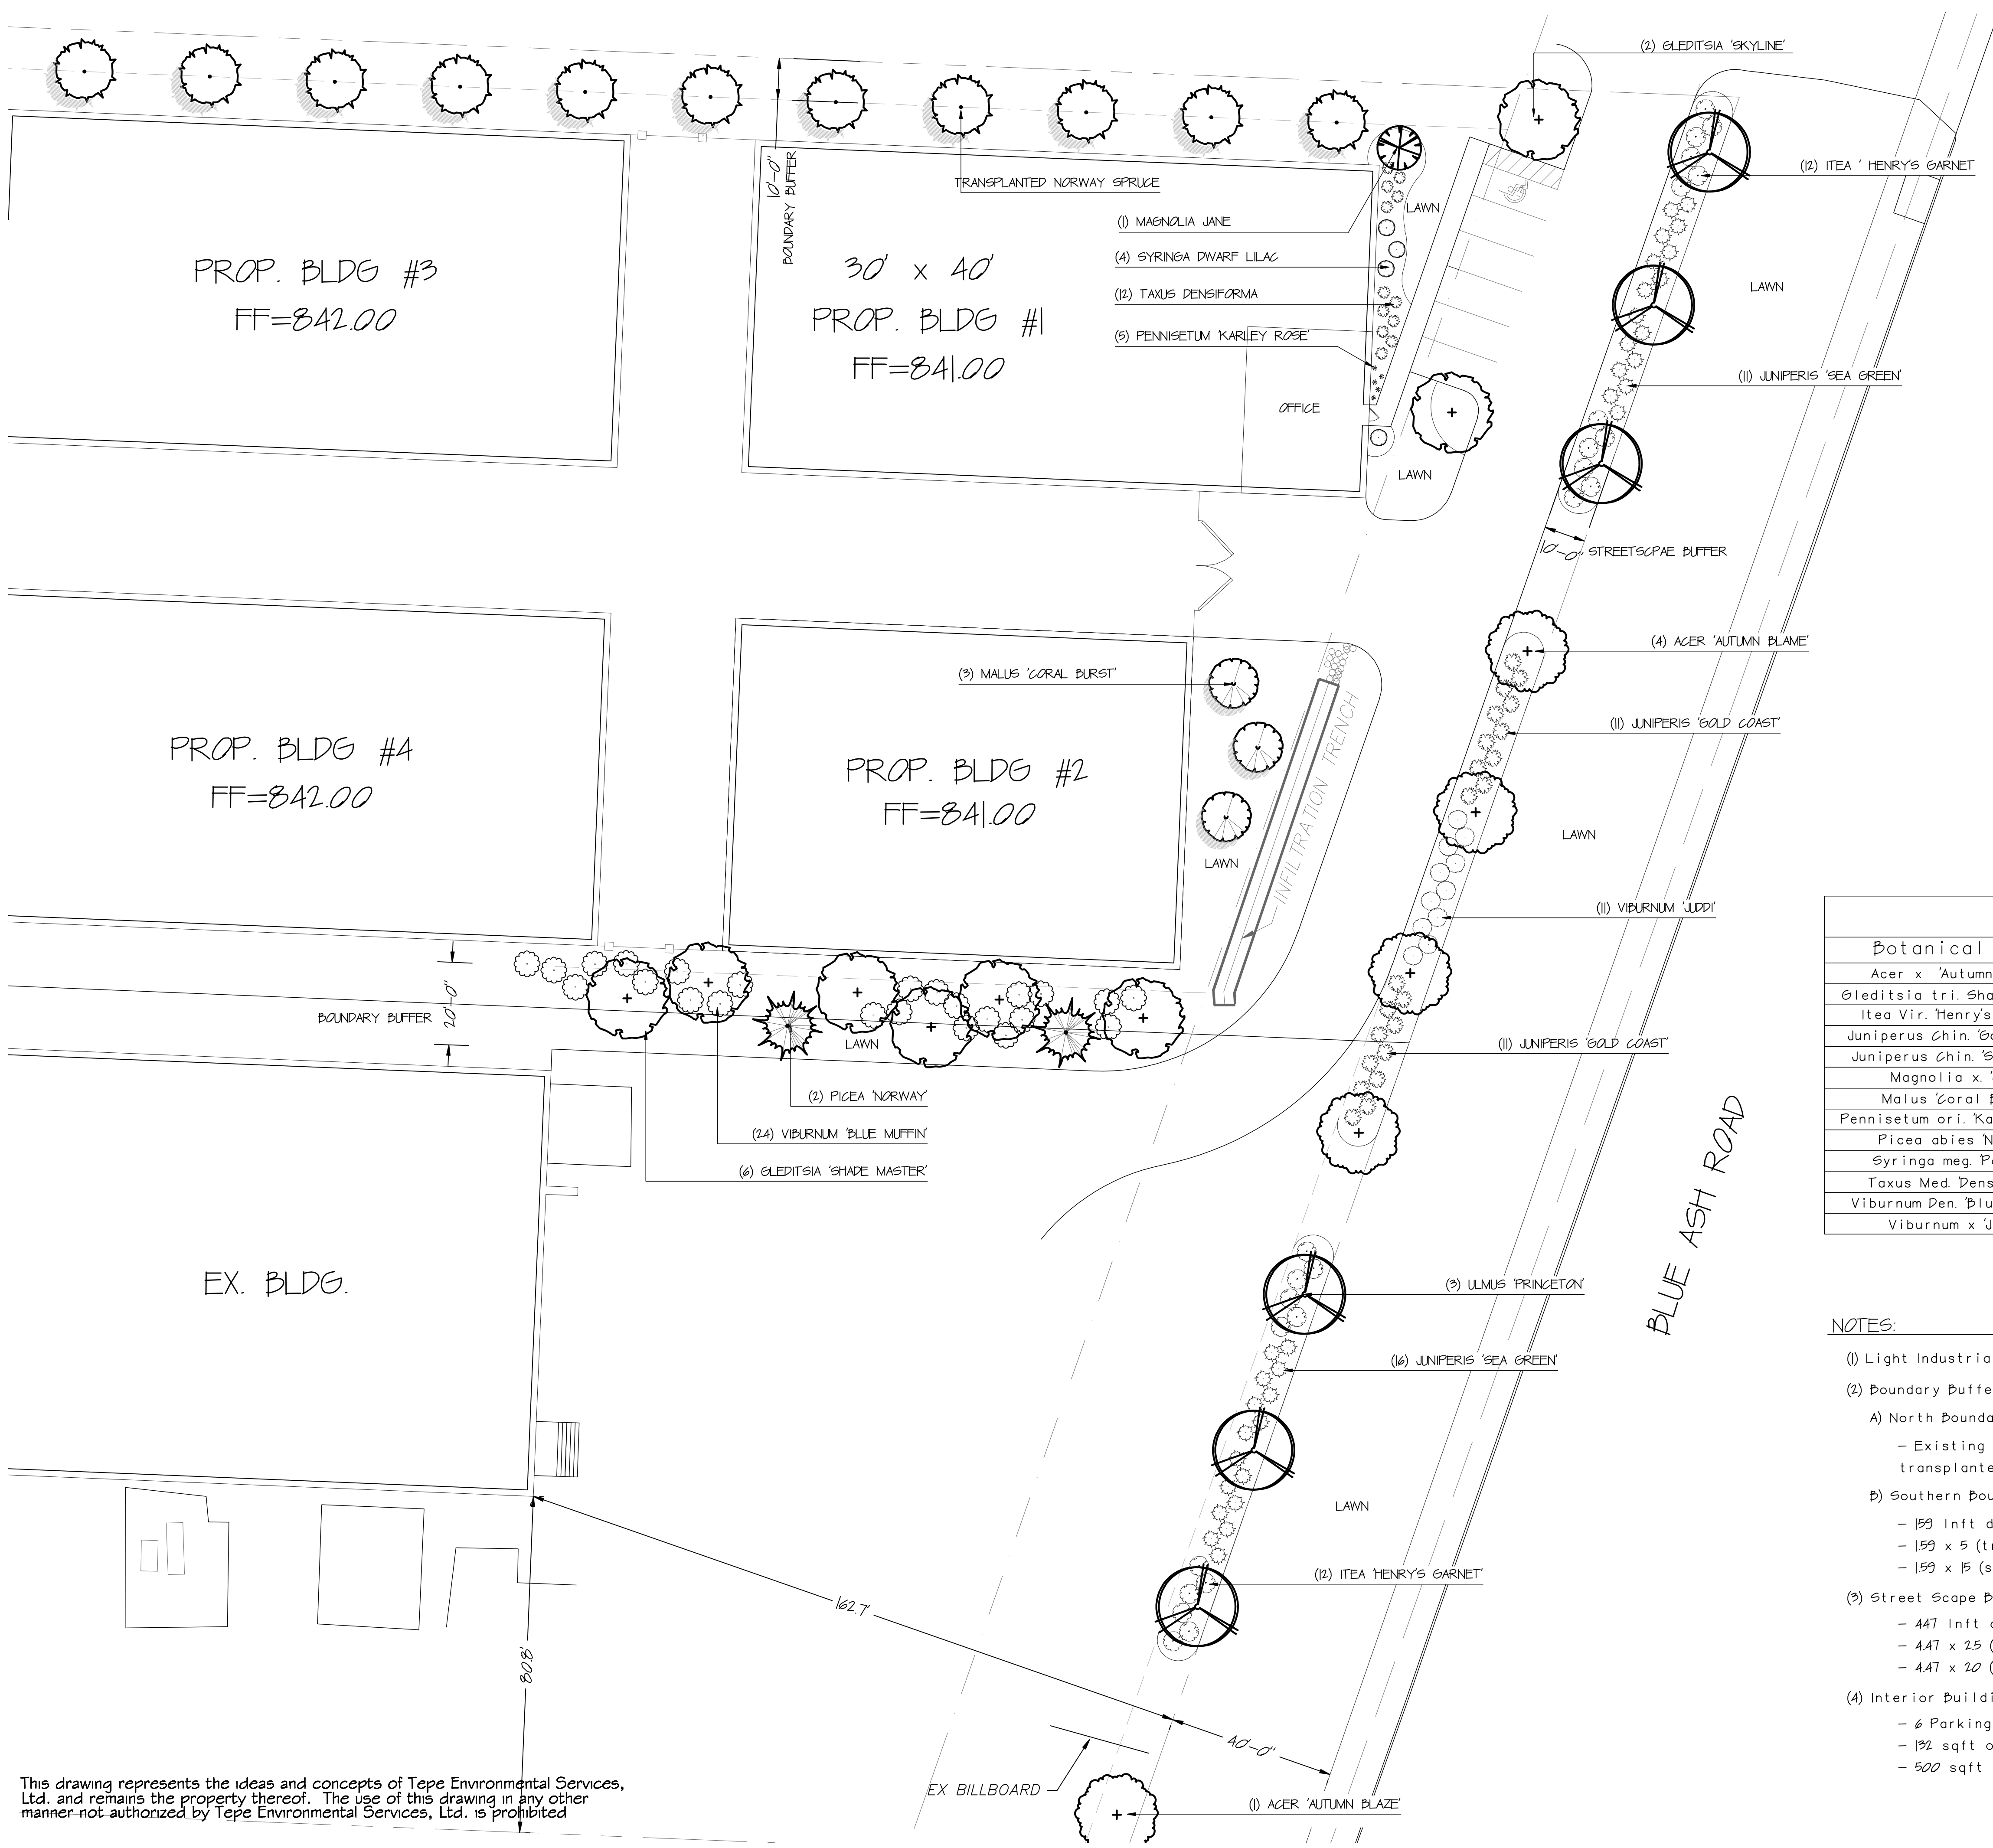 (2) GLEDITSIA 'SKYLINE'
(12) ITEA ' HENRY'S GARNET
TRANSPLANTED NORWAY SPRUCE
10'-0"
BOUNDARY BUFFER
(1) MAGNOLIA JANE
LAWN
(4) SYRINGA DWARF LILAC
(12) TAXUS DENSIFORMA
(5) PENNISETUM 'KARLEY ROSE'
PROP. BLDG #3
FF=842.00
30' x 40'
PROP. BLDG #1
FF=841.00
LAWN
(11) JUNIPERIS 'SEA GREEN'
OFFICE
LAWN
10'-0" STREETSCPAE BUFFER
(4) ACER 'AUTUMN BLAME'
(3) MALUS 'CORAL BURST'
(11) JUNIPERIS 'GOLD COAST'
PROP. BLDG #4
FF=842.00
PROP. BLDG #2
FF=841.00
INFILTRATION TRENCH
LAWN
LAWN
(11) VIBURNUM 'JUDDI'
BOUNDARY BUFFER
20'-0"
LAWN
(11) JUNIPERIS 'GOLD COAST'
(2) PICEA 'NORWAY'
(24) VIBURNUM 'BLUE MUFFIN'
(6) GLEDITSIA 'SHADE MASTER'
BLUE ASH ROAD
EX. BLDG.
(3) ULMUS 'PRINCETON'
(16) JUNIPERIS 'SEA GREEN'
LAWN
(12) ITEA 'HENRY'S GARNET'
162.7'
80.8'
40'-0"
EX BILLBOARD
(1) ACER 'AUTUMN BLAZE'
Botanical
Acer x 'Autumn
Gleditsia tri. Sha
Itea Vir. 'Henry's
Juniperus Chin. 'Go
Juniperus Chin. 'S
Magnolia x. '
Malus 'Coral B
Pennisetum ori. 'Ka
Picea abies 'N
Syringa meg. 'Pa
Taxus Med. 'Dens
Viburnum Den. 'Blu
Viburnum x 'J
NOTES:
(1) Light Industria
(2) Boundary Buffe
A) North Bounda
- Existing
transplante
B) Southern Bou
- 159 lnft d
- 1.59 x 5 (tr
- 1.59 x 15 (s
(3) Street Scape B
- 447 lnft
- 4.47 x 2.5 (
- 4.47 x 20 (
(4) Interior Buildi
- 6 Parking
- 132 sqft o
- 500 sqft
This drawing represents the ideas and concepts of Tepe Environmental Services,
Ltd. and remains the property thereof. The use of this drawing in any other
manner not authorized by Tepe Environmental Services, Ltd. is prohibited